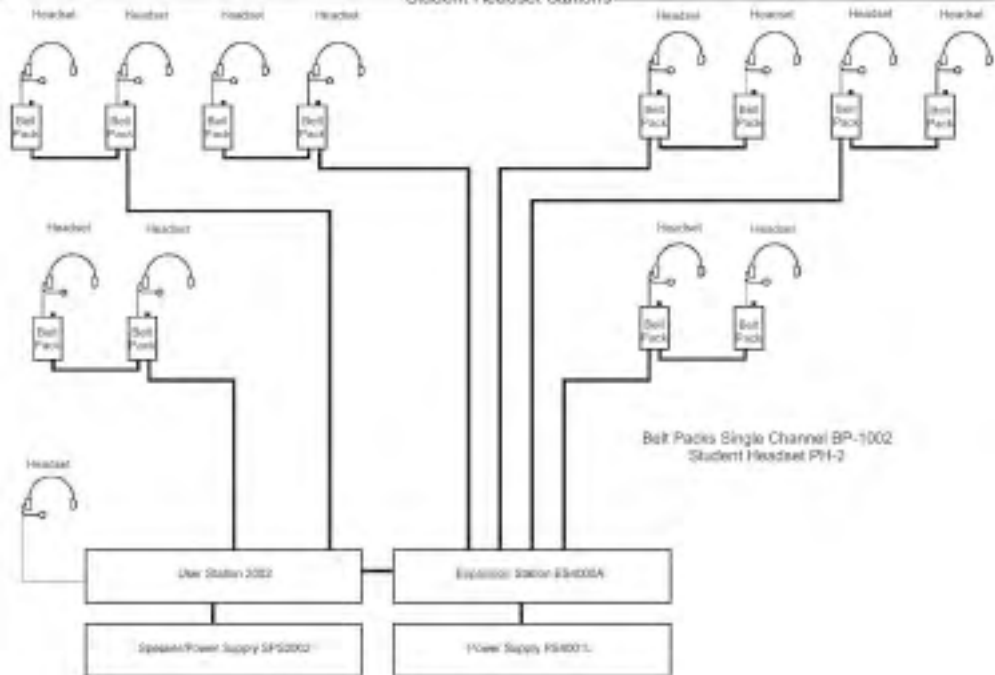 Student Headset Stations
Headset Headset Headset Headset Headset Headset Headset Headset
Belt Pack Belt Pack Belt Pack Belt Pack Belt Pack Belt Pack Belt Pack Belt Pack
Headset Headset Headset
Belt Pack Belt Pack Belt Pack Belt Pack
Belt Packs Single Channel BP-1002
Student Headset PH-2
Headset
User Station 2002
Expansion Station ES4000A
Speaker/Power Supply SPS2002
Power Supply